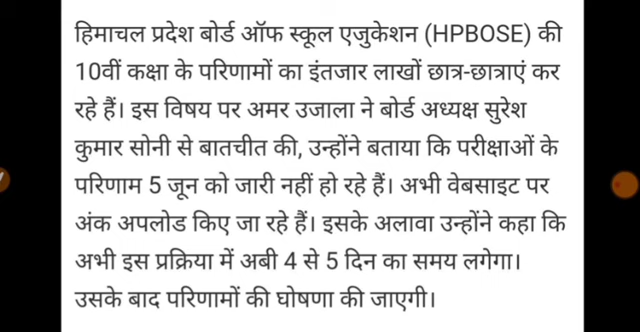 हिमाचल प्रदेश बोर्ड ऑफ स्कूल एजुकेशन (HPBOSE) की
10वीं कक्षा के परिणामों का इंतजार लाखों छात्र-छात्राएं कर
रहे हैं। इस विषय पर अमर उजाला ने बोर्ड अध्यक्ष सुरेश
कुमार सोनी से बातचीत की, उन्होंने बताया कि परीक्षाओं के
परिणाम 5 जून को जारी नहीं हो रहे हैं। अभी वेबसाइट पर
अंक अपलोड किए जा रहे हैं। इसके अलावा उन्होंने कहा कि
अभी इस प्रक्रिया में अबी 4 से 5 दिन का समय लगेगा।
उसके बाद परिणामों की घोषणा की जाएगी।